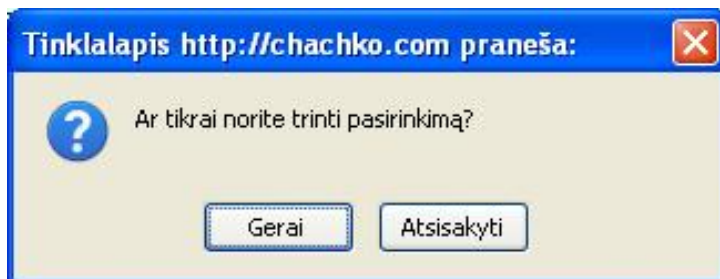 Tinklalapis http://chachko.com praneša:
Ar tikrai norite trinti pasirinkimą?
Gerai Atsisakyti